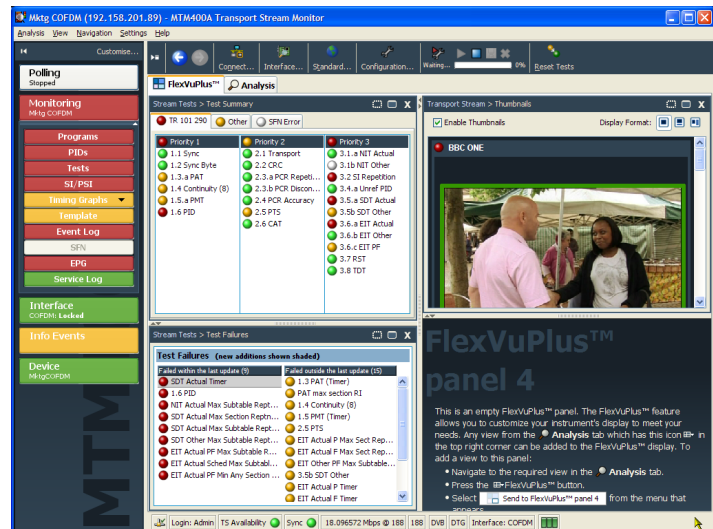 Mktg COFDM (192.158.201.89) - MTM400A Transport Stream Monitor
Analysis View Navigation Settings Help
Customise...
Polling
Stopped
Monitoring
Mktg COFDM
Programs
PIDs
Tests
SI/PSI
Timing Graphs
Template
Event Log
SFN
EPG
Service Log
Interface
COFDM: Locked
Info Events
Device
MktgCOFDM
MTM
Connect...
Interface...
Standard...
Configuration...
Waiting...
0%
Reset Tests
FlexVuPlus™
Analysis
Stream Tests > Test Summary
X
TR 101 290
Other
SFN Error
Priority 1
1.1 Sync
1.2 Sync Byte
1.3.a PAT
1.4 Continuity (8)
1.5.a PMT
1.6 PID
Priority 2
2.1 Transport
2.2 CRC
2.3.a PCR Repeti...
2.3.b PCR Discon...
2.4 PCR Accuracy
2.5 PTS
2.6 CAT
Priority 3
3.1.a NIT Actual
3.1b NIT Other
3.2 SI Repetition
3.4.a Unref PID
3.5.a SDT Actual
3.5b SDT Other
3.6.a EIT Actual
3.6.b EIT Other
3.6.c EIT PF
3.7 RST
3.8 TDT
Transport Stream > Thumbnails
X
Enable Thumbnails
Display Format:
BBC ONE
Stream Tests > Test Failures
X
Test Failures (new additions shown shaded)
Failed within the last update (9)
SDT Actual Timer
1.6 PID
NIT Actual Max Subtable Rept...
SDT Actual Max Section Reptn...
SDT Actual Max Subtable Rept...
SDT Other Max Subtable Rept...
EIT Actual PF Max Subtable R...
EIT Actual Sched Max Subtabl...
EIT Actual PF Min Any Section ...
Failed outside the last update (15)
1.3 PAT (Timer)
PAT max section RI
1.4 Continuity (8)
1.5 PMT (Timer)
2.5 PTS
EIT Actual P Max Sect Rep...
EIT Actual F Max Sect Rep...
EIT Other PF Max Subtable...
3.5b SDT Other
EIT Actual P Timer
EIT Actual F Timer
FlexVuPlus™
panel 4
This is an empty FlexVuPlus™ panel. The FlexVuPlus™ feature
allows you to customize your instrument's display to meet your
needs. Any view from the Analysis tab which has this icon in
the top right corner can be added to the FlexVuPlus™ display. To
add a view to this panel:
• Navigate to the required view in the Analysis tab.
• Press the FlexVuPlus™ button.
• Select Send to FlexVuPlus™ panel 4 from the menu that
appears
Login: Admin TS Availability Sync 18.096572 Mbps @ 188 188 DVB DTG Interface: COFDM